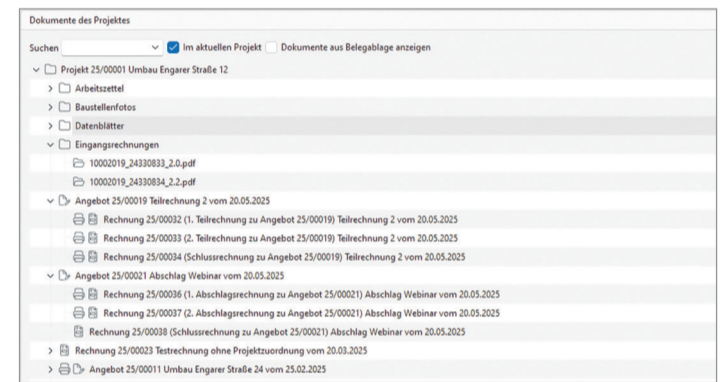 Dokumente des Projektes
Suchen Im aktuellen Projekt Dokumente aus Belegablage anzeigen
Projekt 25/00001 Umbau Engarer Straße 12
Arbeitszettel
Baustellenfotos
Datenblätter
Eingangsrechnungen
10002019_24330833_2.0.pdf
10002019_24330834_2.2.pdf
Angebot 25/00019 Teilrechnung 2 vom 20.05.2025
Rechnung 25/00032 (1. Teilrechnung zu Angebot 25/00019) Teilrechnung 2 vom 20.05.2025
Rechnung 25/00033 (2. Teilrechnung zu Angebot 25/00019) Teilrechnung 2 vom 20.05.2025
Rechnung 25/00034 (Schlussrechnung zu Angebot 25/00019) Teilrechnung 2 vom 20.05.2025
Angebot 25/00021 Abschlag Webinar vom 20.05.2025
Rechnung 25/00036 (1. Abschlagsrechnung zu Angebot 25/00021) Abschlag Webinar vom 20.05.2025
Rechnung 25/00037 (2. Abschlagsrechnung zu Angebot 25/00021) Abschlag Webinar vom 20.05.2025
Rechnung 25/00038 (Schlussrechnung zu Angebot 25/00021) Abschlag Webinar vom 20.05.2025
Rechnung 25/00023 Testrechnung ohne Projektzuordnung vom 20.03.2025
Angebot 25/00011 Umbau Engarer Straße 24 vom 25.02.2025